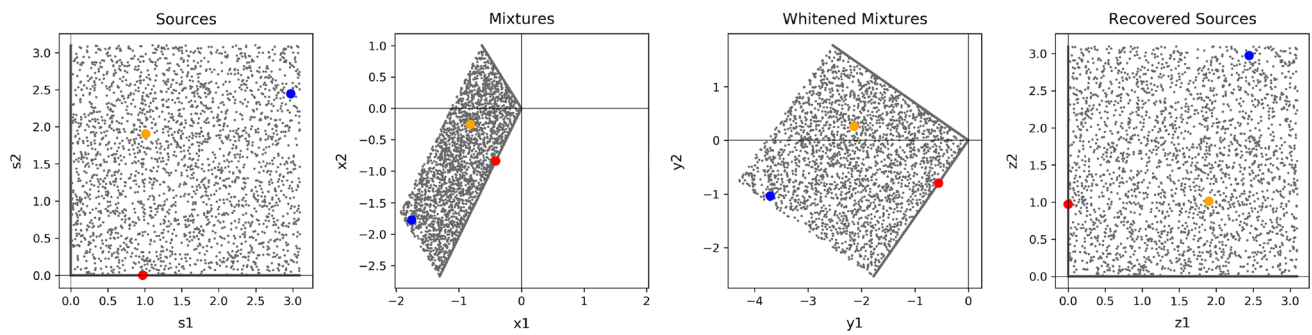 Sources
3.0
2.5
2.0
1.5
1.0
0.5
0.0
s2
0.0 0.5 1.0 1.5 2.0 2.5 3.0
s1
Mixtures
1.0
0.5
0.0
−0.5
−1.0
−1.5
−2.0
−2.5
x2
−2 −1 0 1 2
x1
Whitened Mixtures
1
0
−1
−2
y2
−4 −3 −2 −1 0
y1
Recovered Sources
3.0
2.5
2.0
1.5
1.0
0.5
0.0
z2
0.0 0.5 1.0 1.5 2.0 2.5 3.0
z1